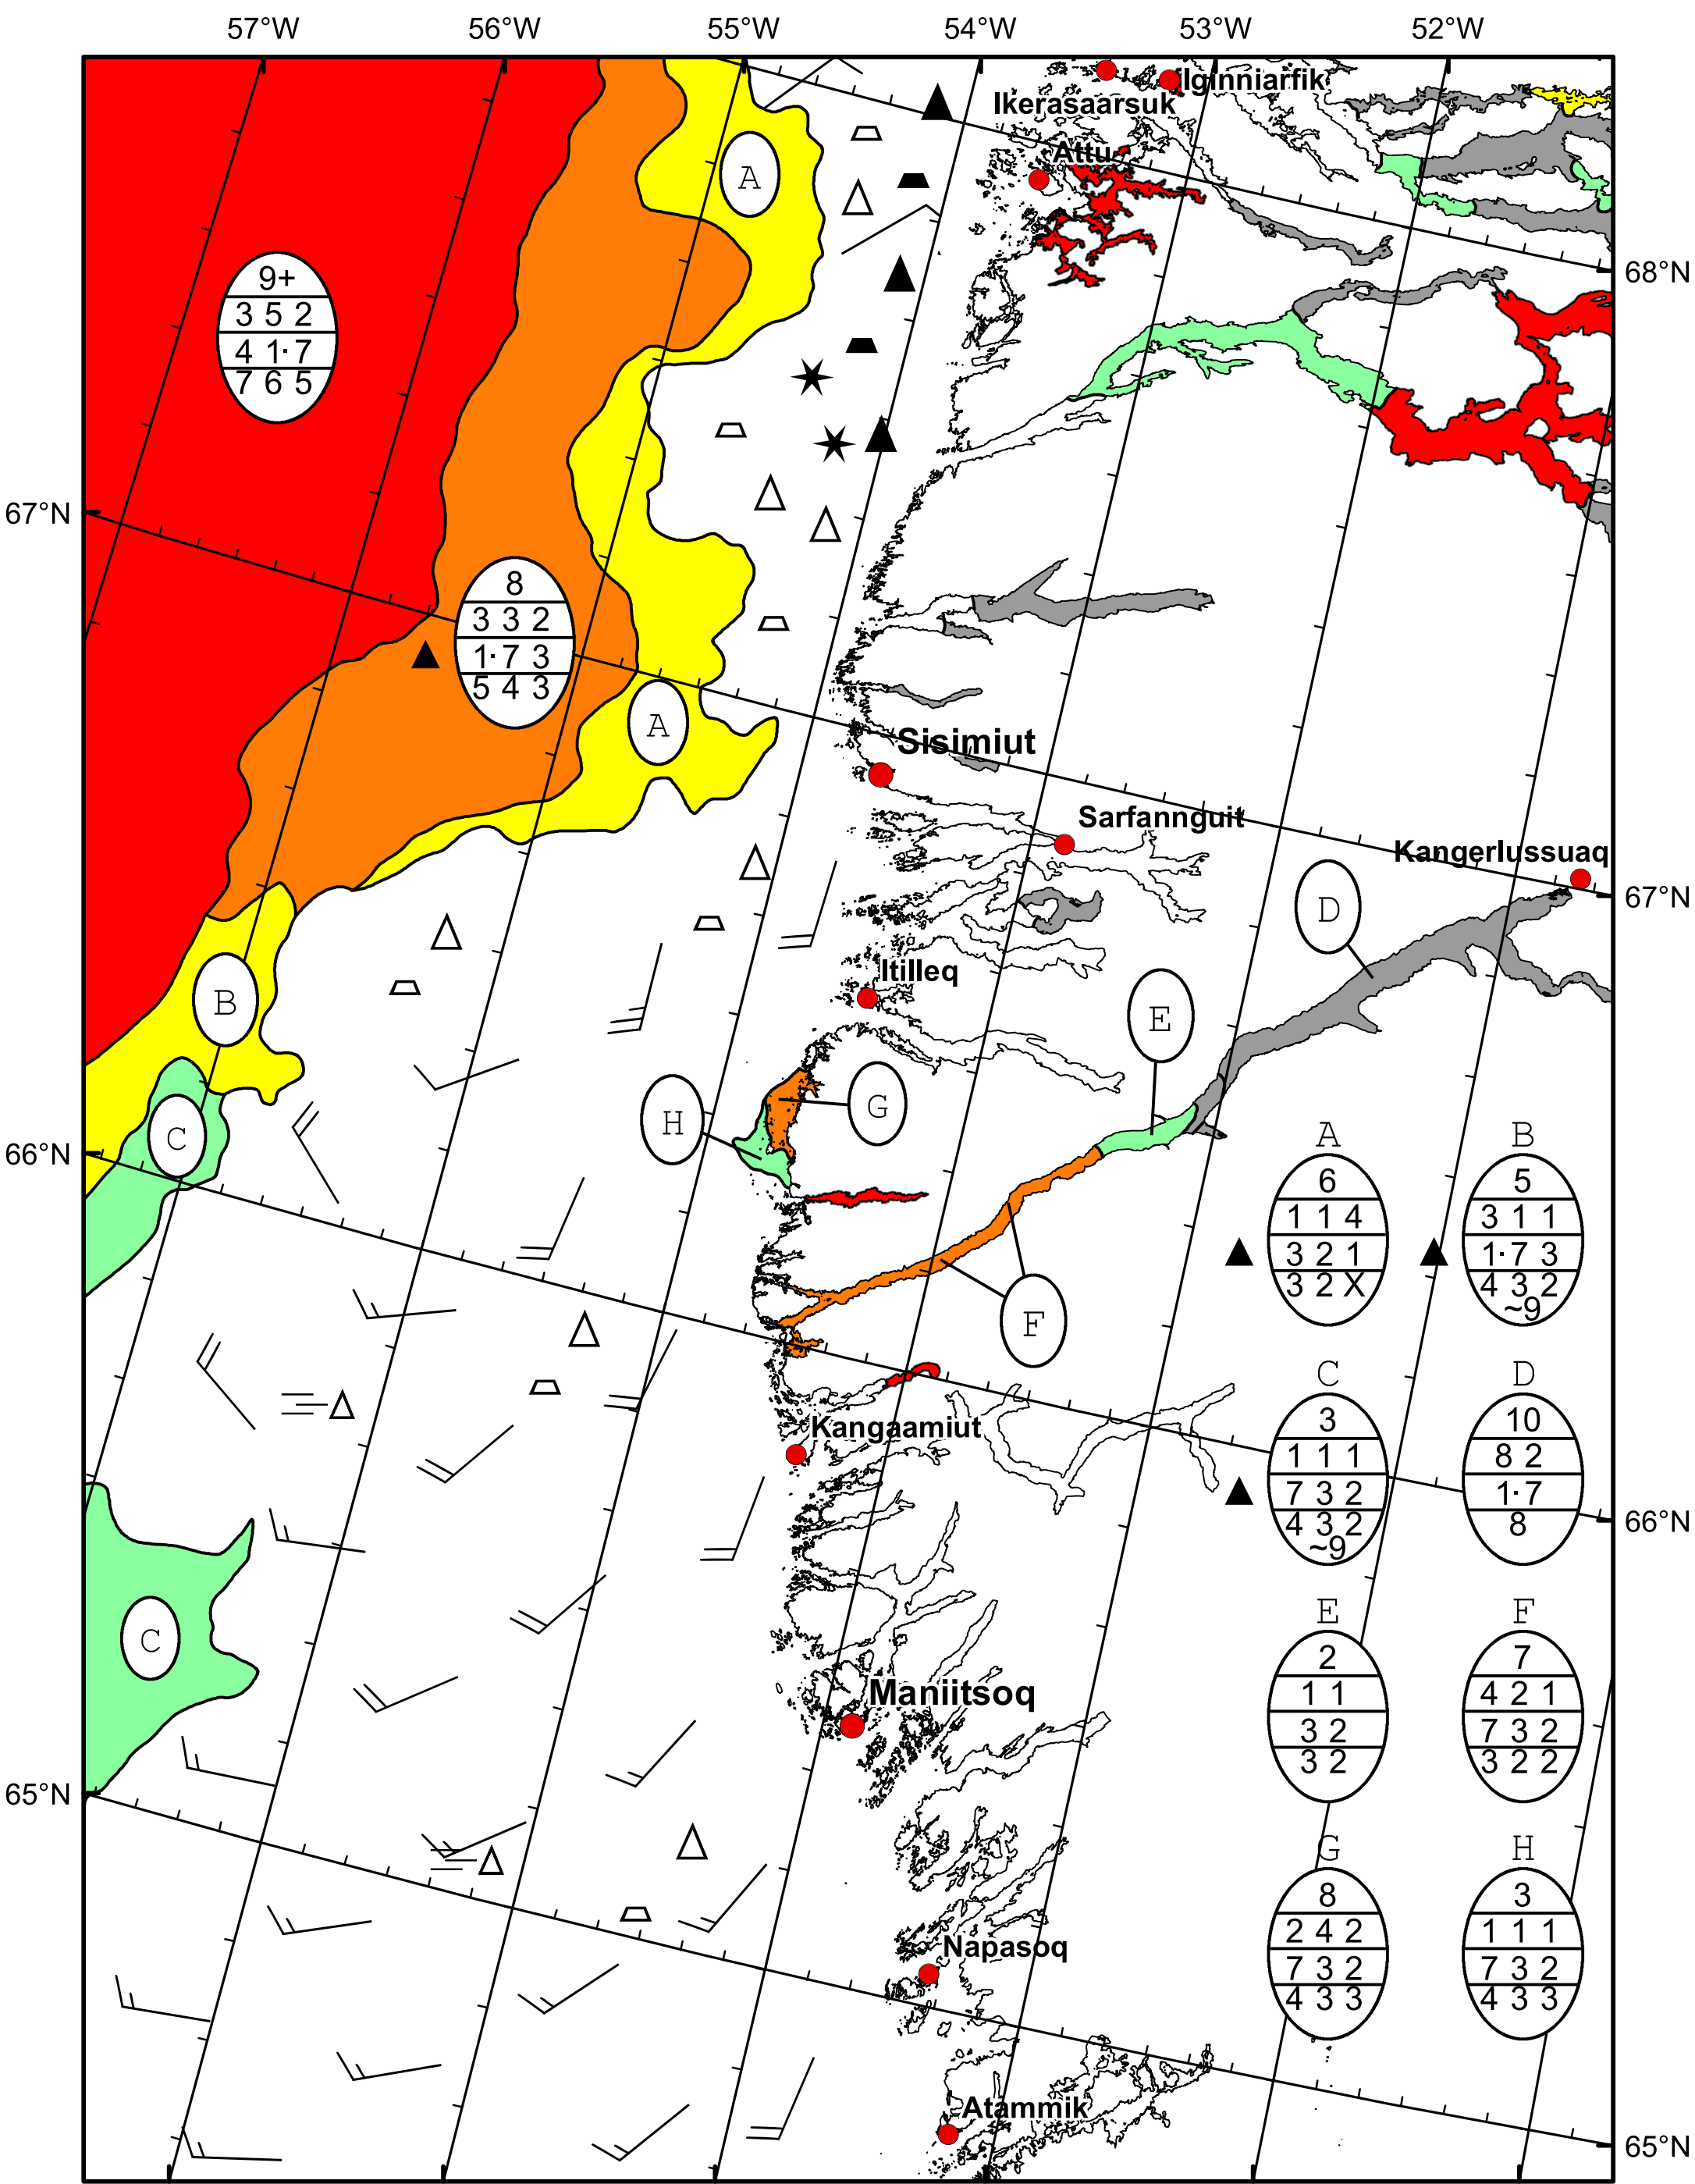 57°W 56°W 55°W 54°W 53°W 52°W
Iginniarfik
Ikerasaarsuk
Attu
A
68°N
9+
3 5 2
4 1· 7
7 6 5
67°N
8
3 3 2
1· 7 3
5 4 3
A
Sisimiut
Sarfannguit
Kangerlussuaq
67°N
D
Itilleq
B
E
G
H
C
66°N
A
6
1 1 4
3 2 1
3 2 X
B
5
3 1 1
1· 7 3
4 3 2
~9
F
Kangaamiut
C
3
1 1 1
7 3 2
4 3 2
~9
D
10
8 2
1· 7
8
66°N
C
E
2
1 1
3 2
3 2
F
7
4 2 1
7 3 2
3 2 2
Maniitsoq
65°N
G
8
2 4 2
7 3 2
4 3 3
H
3
1 1 1
7 3 2
4 3 3
Napasoq
Atammik
65°N